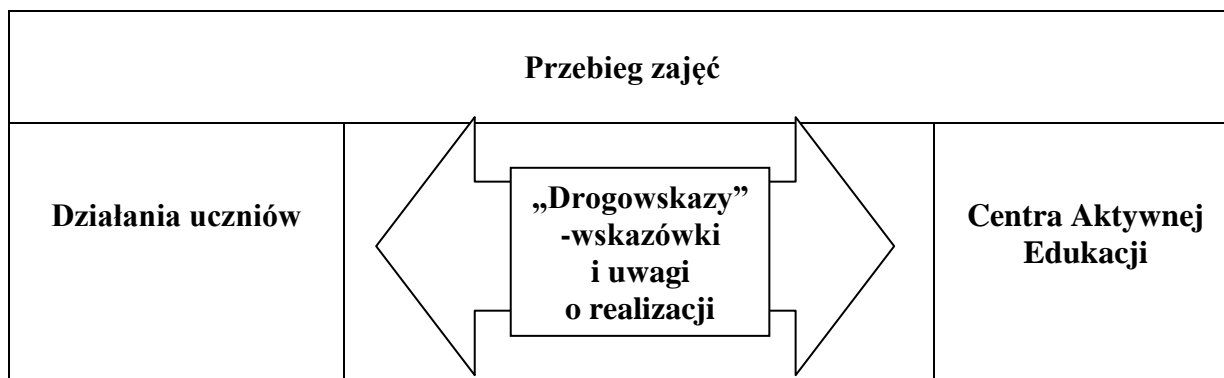 Przebieg zajęć
Działania uczniów
„Drogowskazy”
-wskazówki
i uwagi
o realizacji
Centra Aktywnej
Edukacji